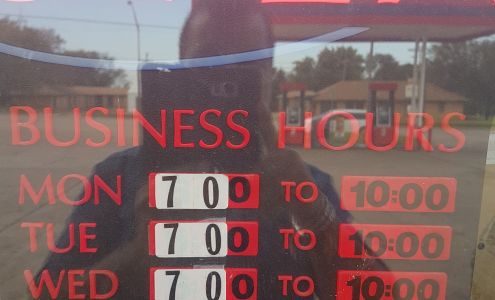 BUSINESS HOURS
MON 7 00 TO 10:00
TUE 7 00 TO 10:00
WED 7 00 TO 10:00